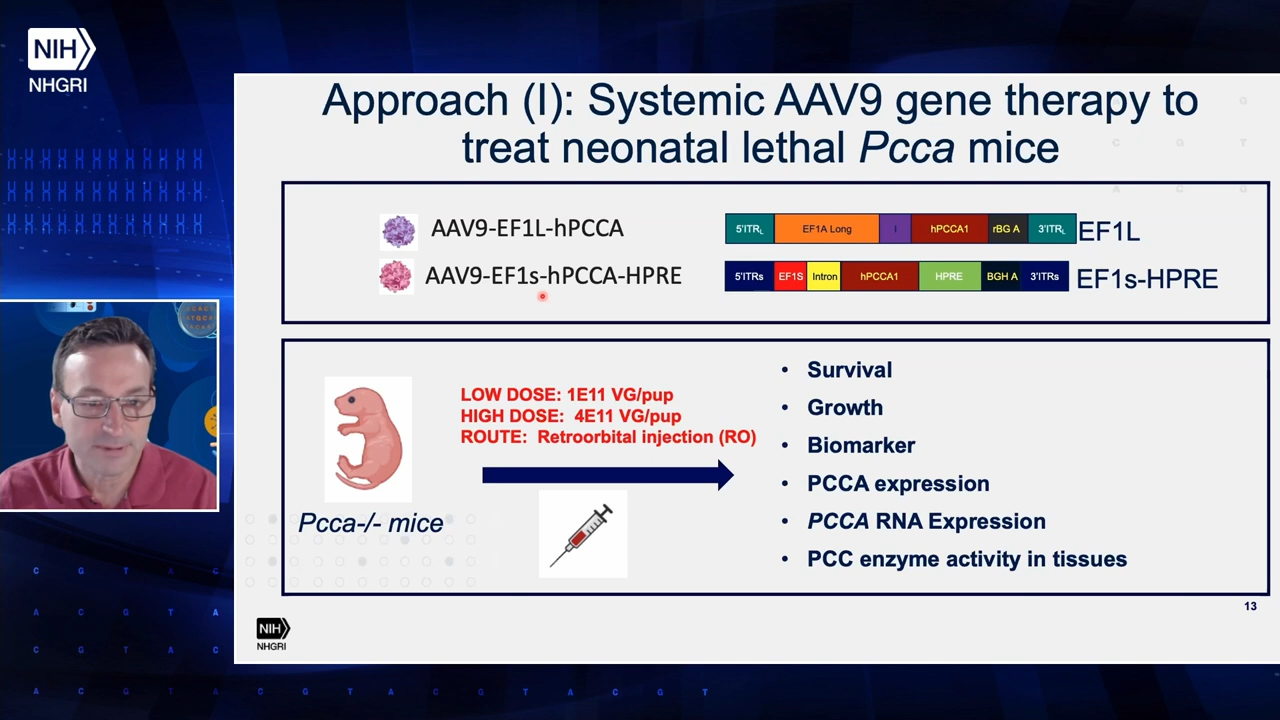 NIH
NHGRI
Approach (I): Systemic AAV9 gene therapy to
treat neonatal lethal Pcca mice
AAV9-EF1L-hPCCA
5'ITRL EF1A Long I hPCCA1 rBG A 3'ITRL EF1L
AAV9-EF1s-hPCCA-HPRE
5'ITRs EF1S Intron hPCCA1 HPRE BGH A 3'ITRs EF1s-HPRE
LOW DOSE: 1E11 VG/pup
HIGH DOSE: 4E11 VG/pup
ROUTE: Retroorbital injection (RO)
Pcca-/- mice
• Survival
• Growth
• Biomarker
• PCCA expression
• PCCA RNA Expression
• PCC enzyme activity in tissues
13
NIH
NHGRI
C G T A C
A C G T A
C G T A C
A C G T A C G T A C G T A C G T